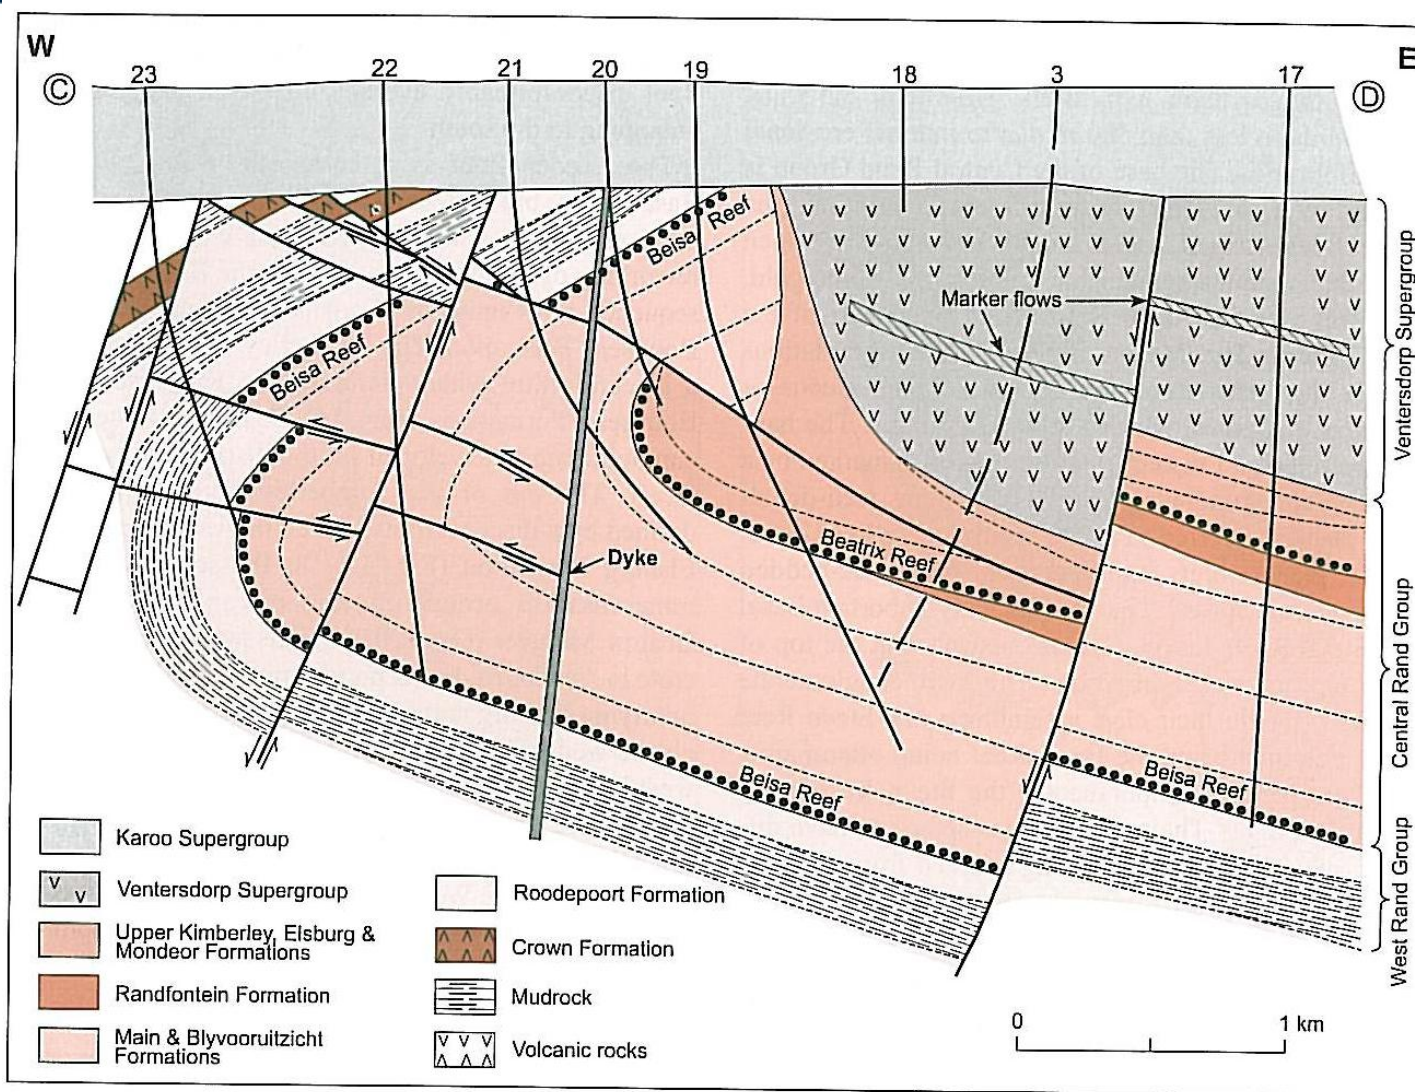 W
E
C
23
22
21
20
19
18
3
17
D
Beisa Reef
Marker flows
Beisa Reef
Beatrix Reef
Dyke
Beisa Reef
Beisa Reef
Ventersdorp Supergroup
Central Rand Group
West Rand Group
Karoo Supergroup
Ventersdorp Supergroup
Upper Kimberley, Elsburg &
Mondeor Formations
Randfontein Formation
Main & Blyvooruitzicht
Formations
Roodepoort Formation
Crown Formation
Mudrock
Volcanic rocks
0
1 km